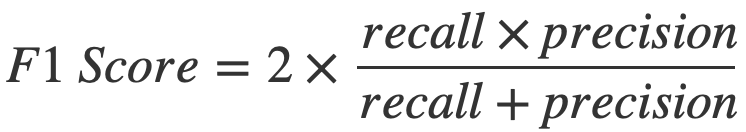 F1 Score = 2 × recall × precision / recall + precision